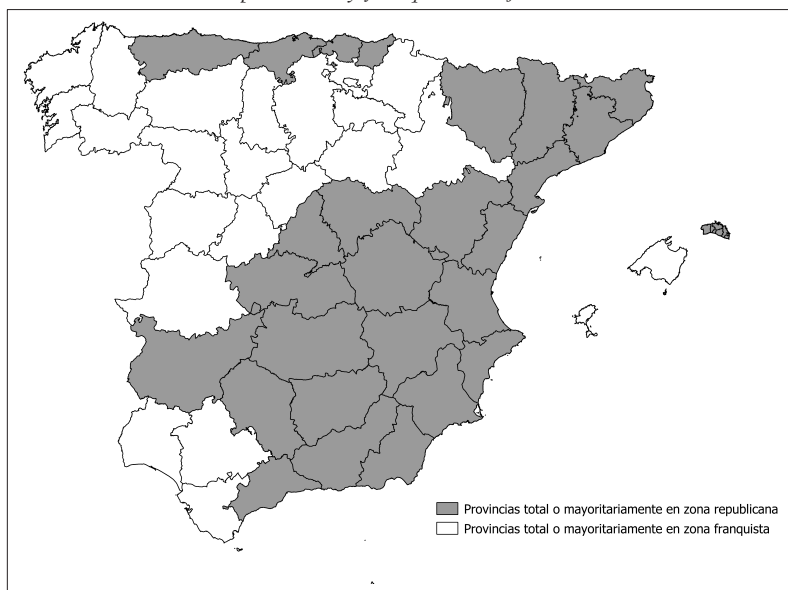 Provincias total o mayoritariamente en zona republicana
Provincias total o mayoritariamente en zona franquista